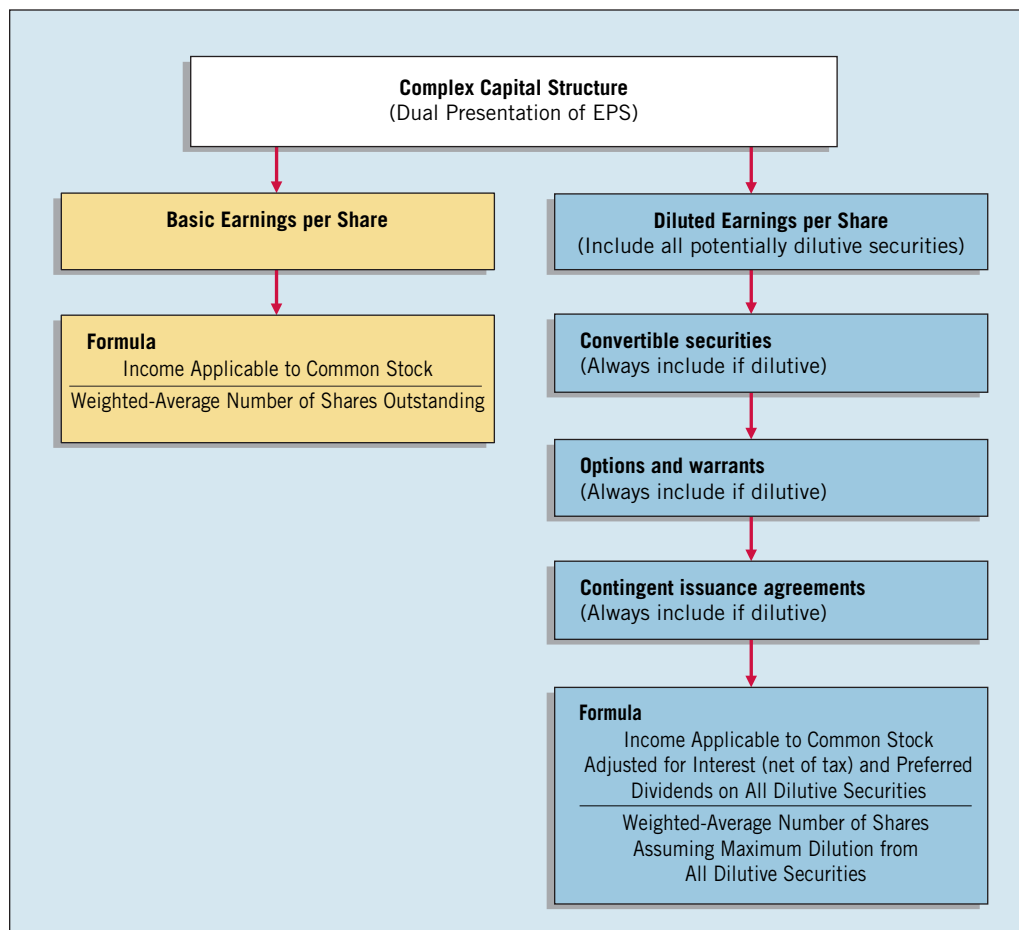 Complex Capital Structure
(Dual Presentation of EPS)
Basic Earnings per Share
Formula
Income Applicable to Common Stock
Weighted-Average Number of Shares Outstanding
Diluted Earnings per Share
(Include all potentially dilutive securities)
Convertible securities
(Always include if dilutive)
Options and warrants
(Always include if dilutive)
Contingent issuance agreements
(Always include if dilutive)
Formula
Income Applicable to Common Stock
Adjusted for Interest (net of tax) and Preferred
Dividends on All Dilutive Securities
Weighted-Average Number of Shares
Assuming Maximum Dilution from
All Dilutive Securities